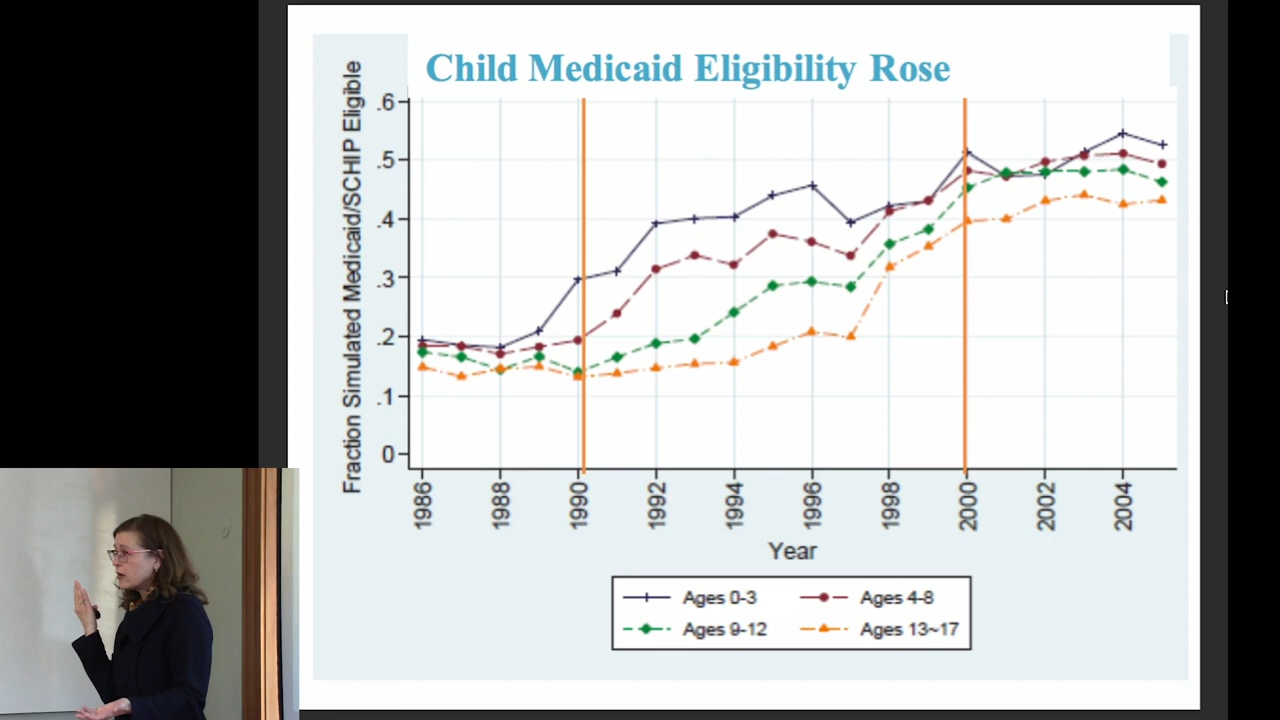 Child Medicaid Eligibility Rose
Fraction Simulated Medicaid/SCHIP Eligible
.6
.5
.4
.3
.2
.1
0
1986 1988 1990 1992 1994 1996 1998 2000 2002 2004
Year
Ages 0-3 Ages 4-8
Ages 9-12 Ages 13~17